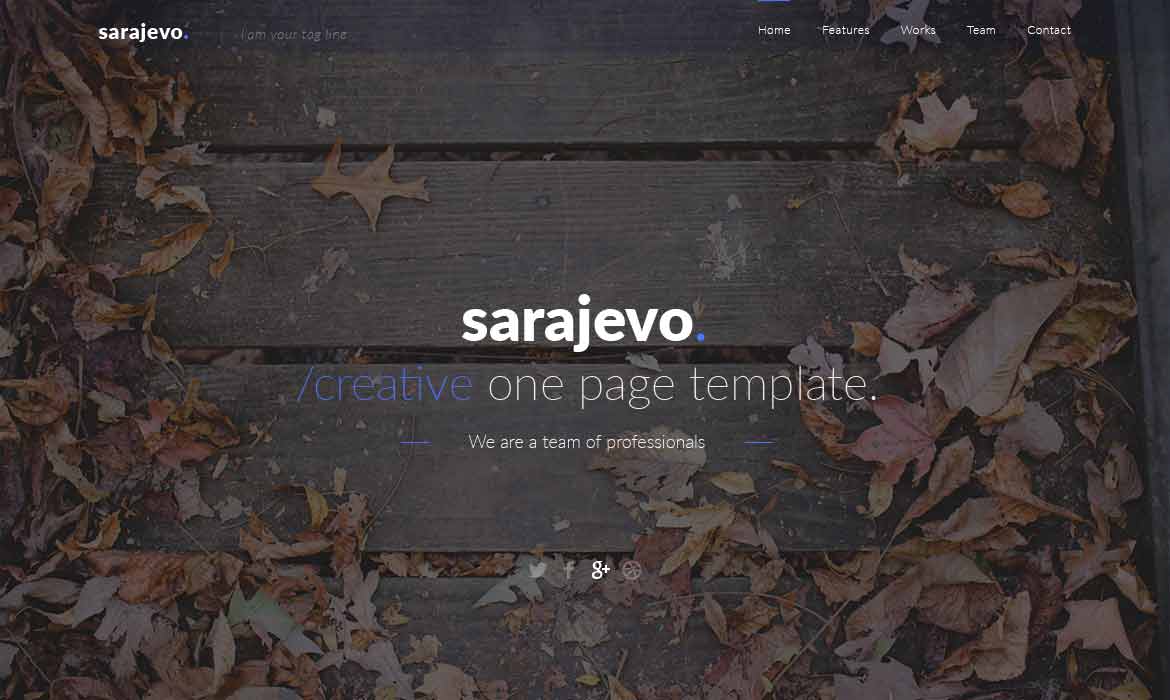 sarajevo.
I am your tag line
Home Features Works Team Contact
sarajevo.
/creative one page template.
We are a team of professionals
g+